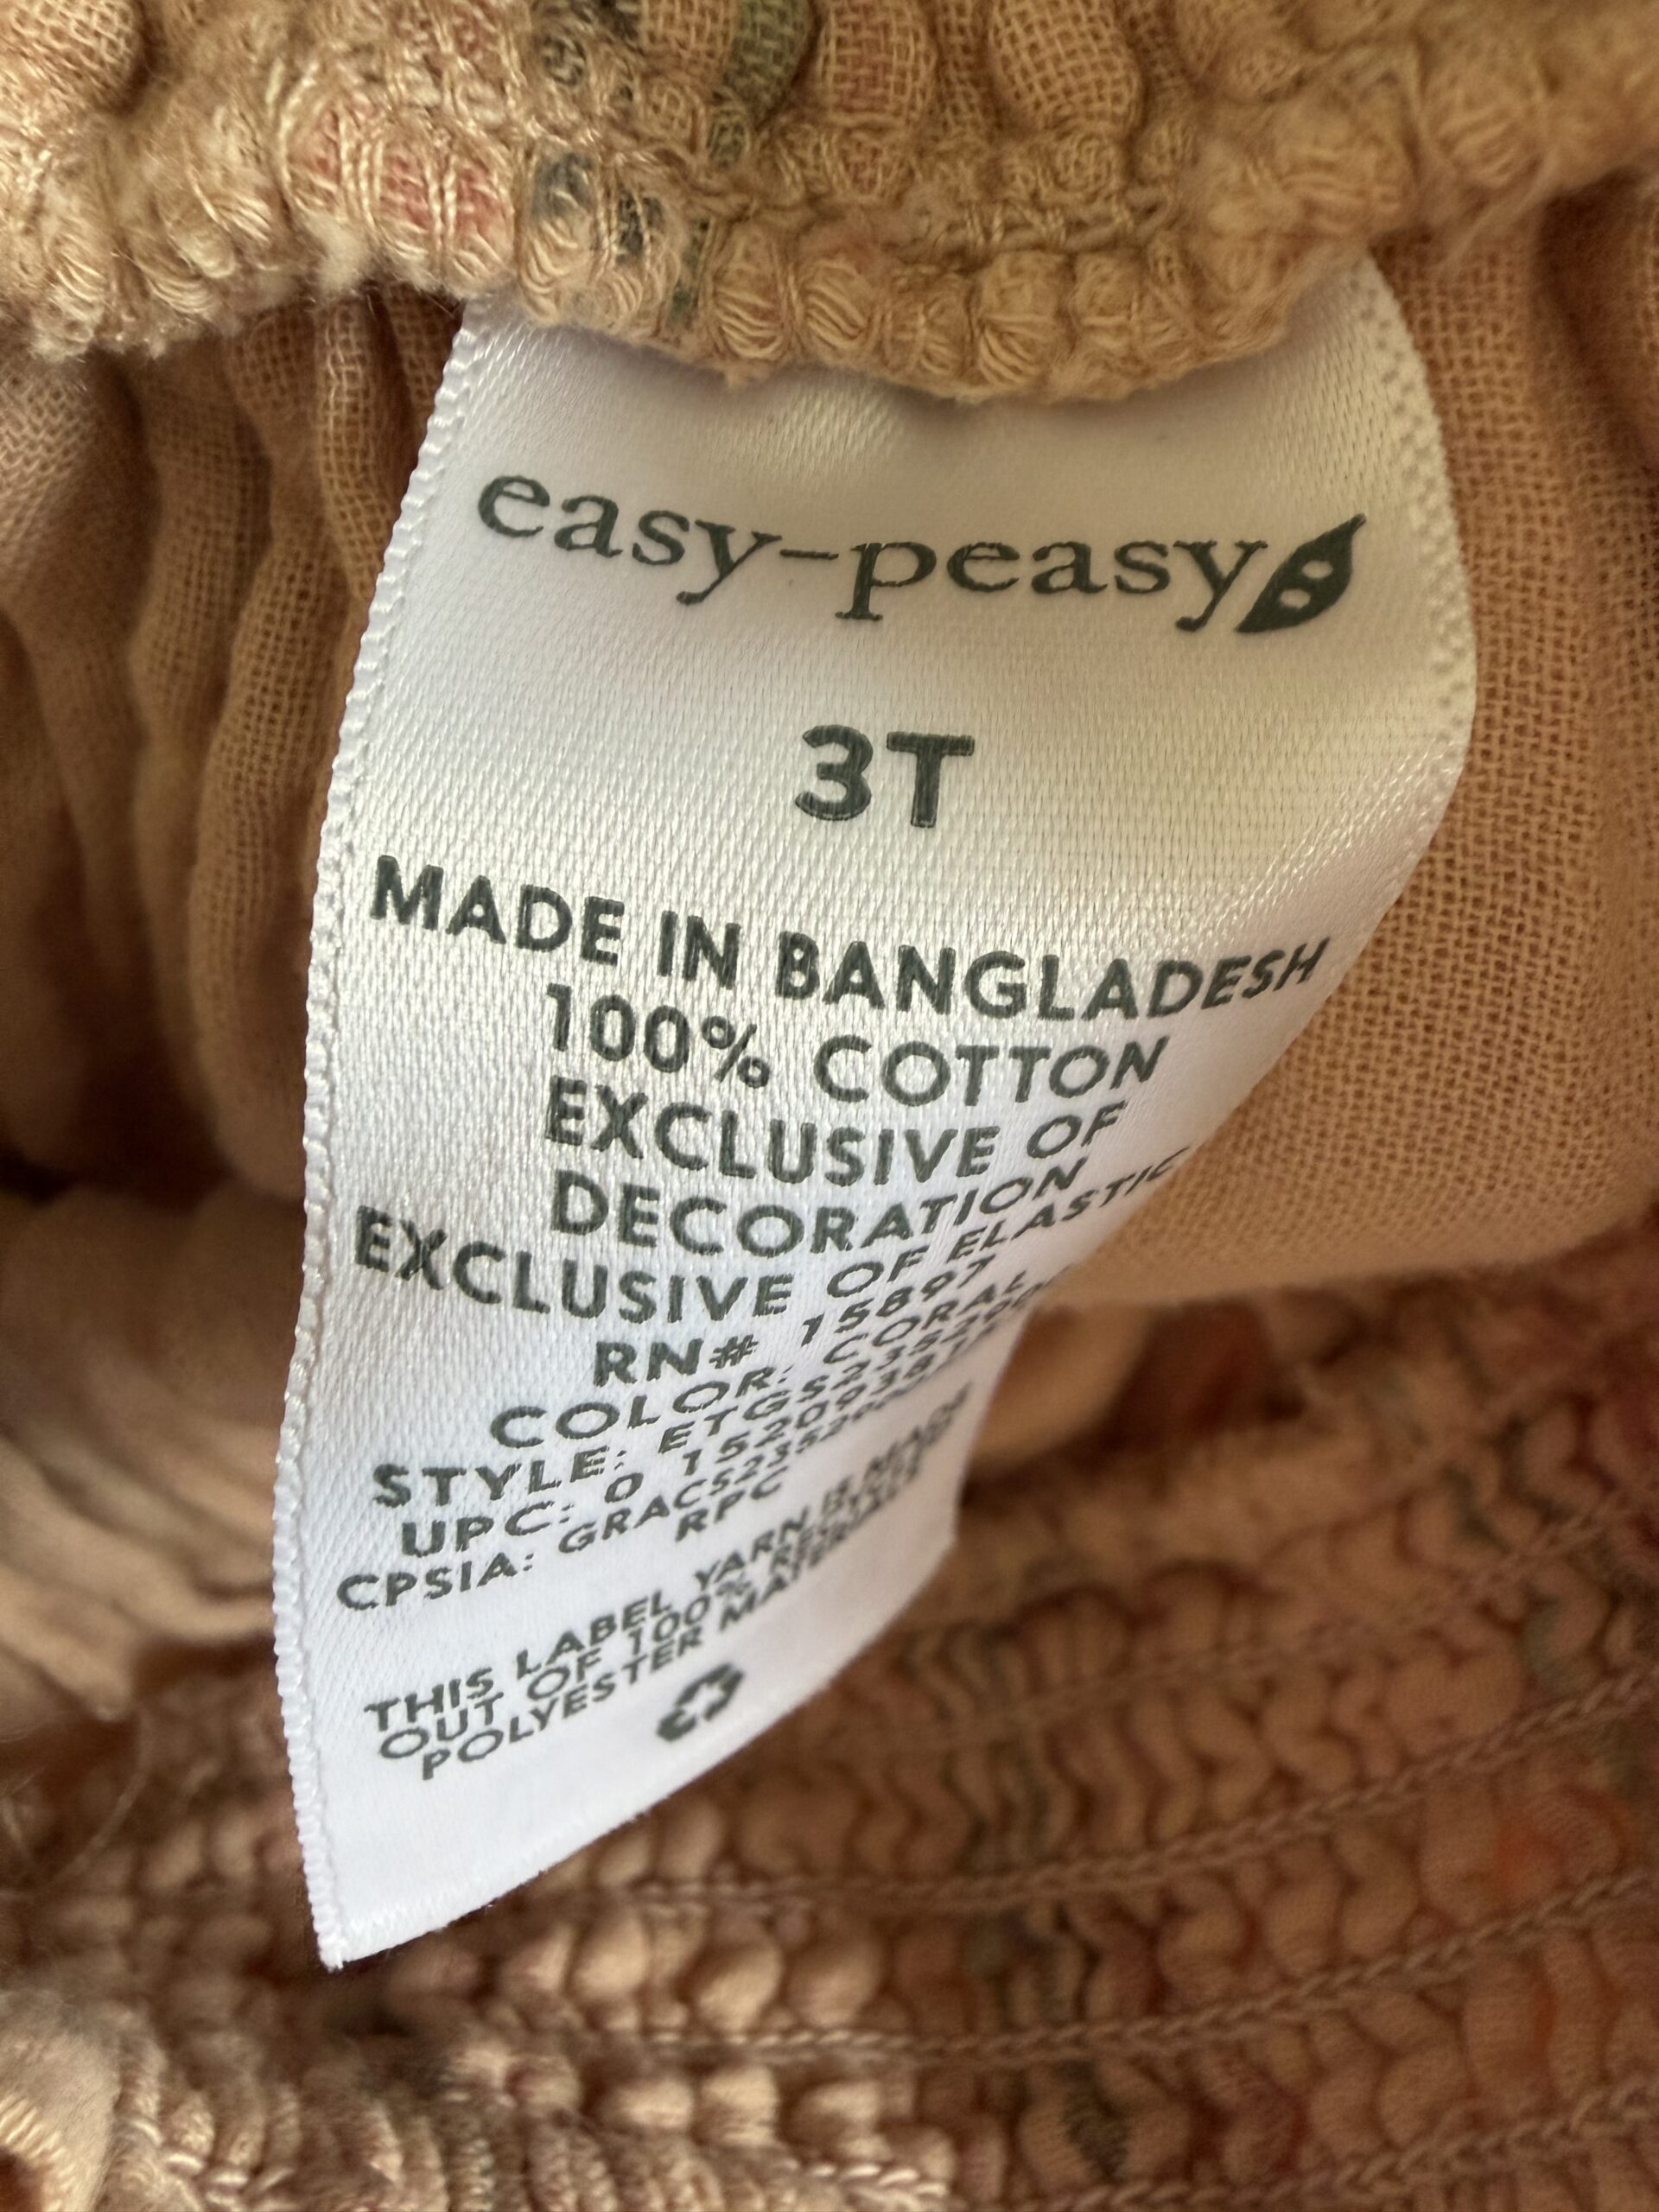 easy-peasy
3T
MADE IN BANGLADESH
100% COTTON
EXCLUSIVE OF
DECORATION
EXCLUSIVE OF ELASTIC
RN# 15897
COLOR: CORAL
STYLE:
UPC: 0
CPSIA:
RPC
THIS LABEL YARN IS MADE
OUT OF 100%
POLYESTER MATERIAL